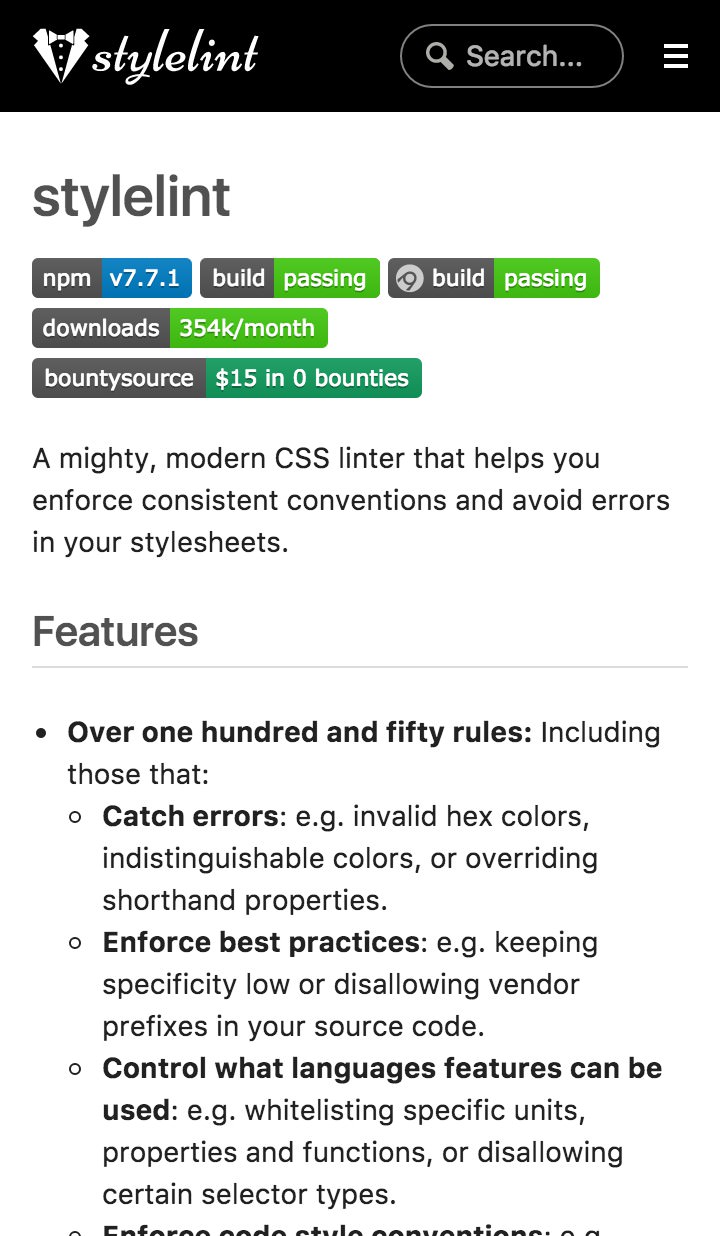 stylelint
Search...
stylelint
npm v7.7.1 build passing build passing
downloads 354k/month
bountysource $15 in 0 bounties
A mighty, modern CSS linter that helps you
enforce consistent conventions and avoid errors
in your stylesheets.
Features
• Over one hundred and fifty rules: Including
those that:
◦ Catch errors: e.g. invalid hex colors,
indistinguishable colors, or overriding
shorthand properties.
◦ Enforce best practices: e.g. keeping
specificity low or disallowing vendor
prefixes in your source code.
◦ Control what languages features can be
used: e.g. whitelisting specific units,
properties and functions, or disallowing
certain selector types.
◦ Enforce code style conventions: e.g.